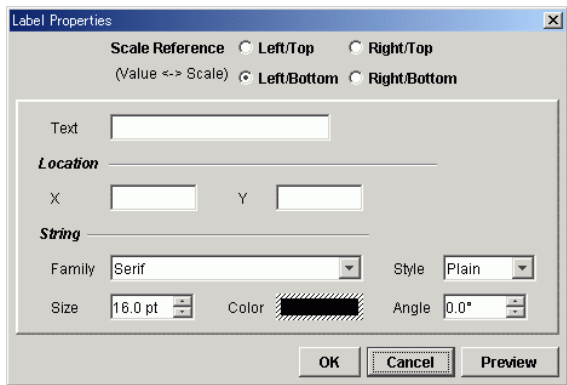 Label Properties
Scale Reference Left/Top Right/Top
(Value <-> Scale) Left/Bottom Right/Bottom
Text
Location
X Y
String
Family Serif Style Plain
Size 16.0 pt Color Angle 0.0°
OK Cancel Preview